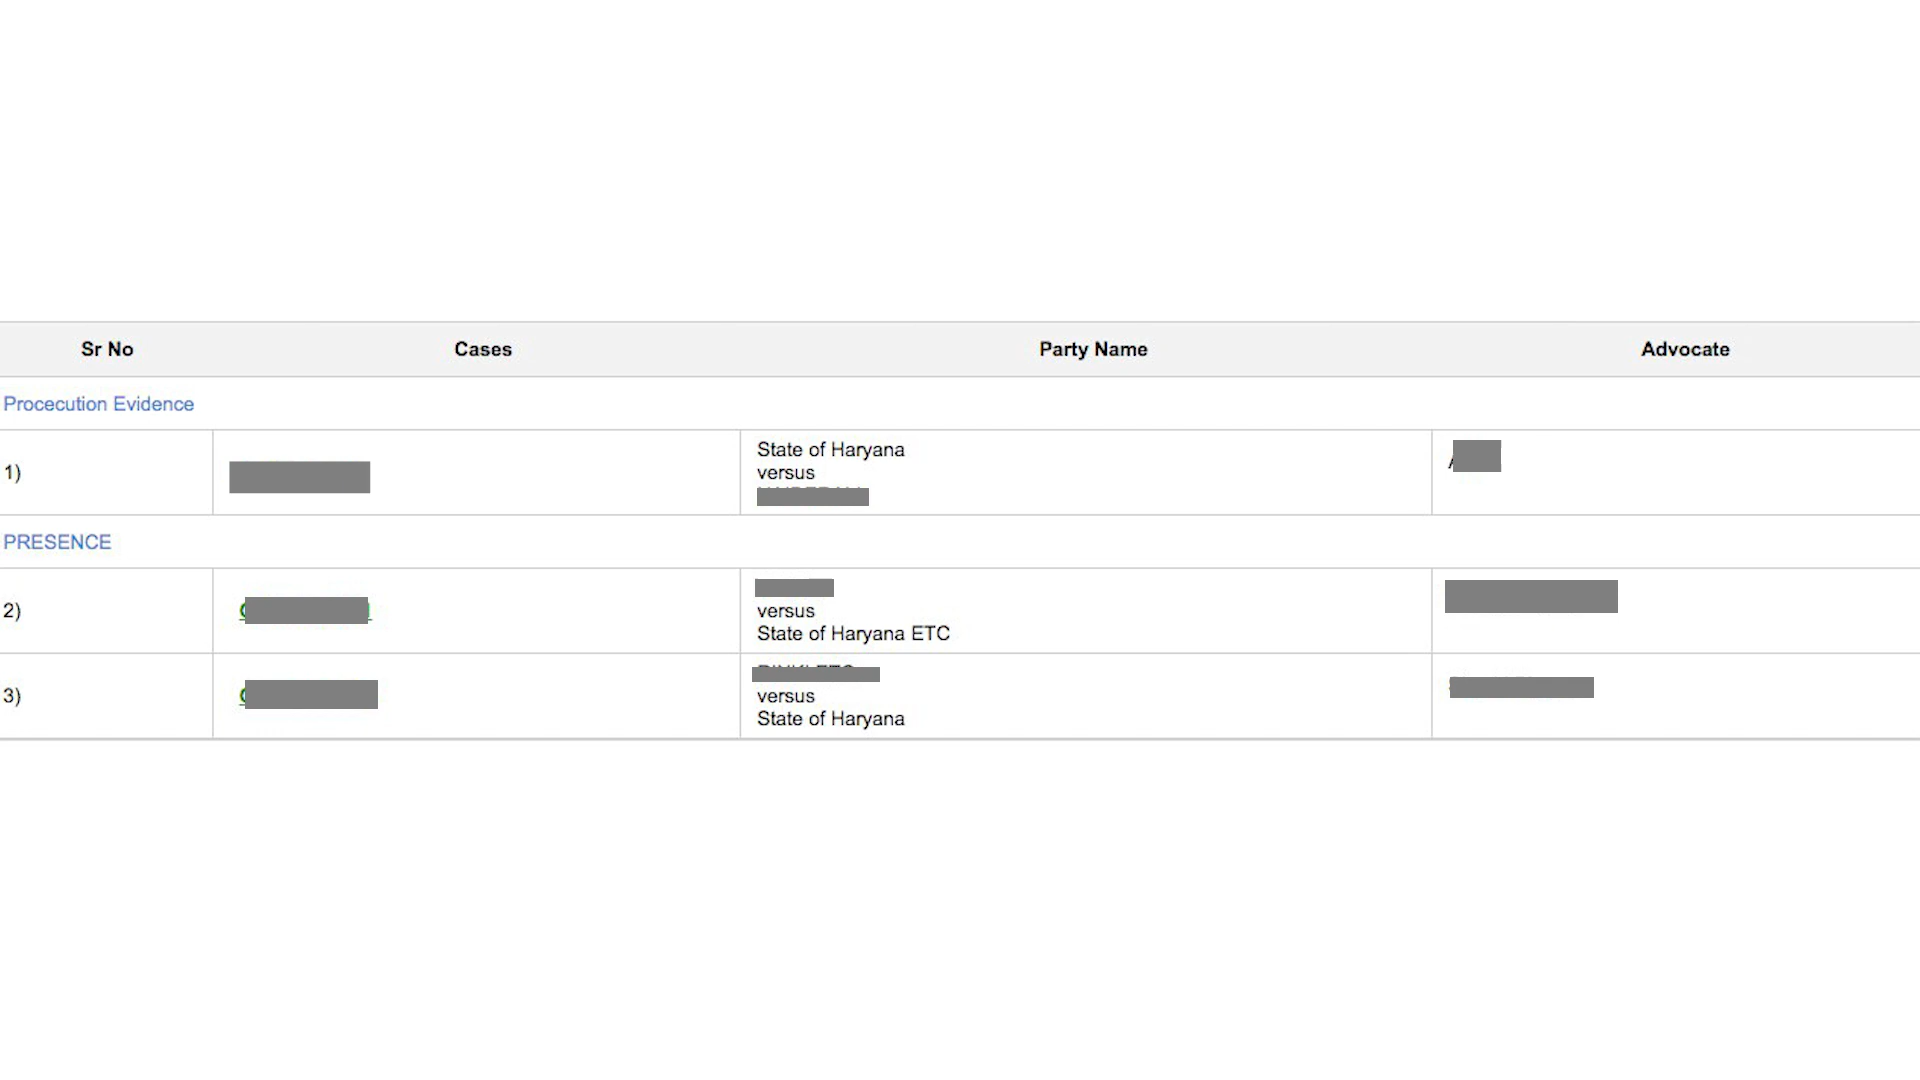 Sr No Cases Party Name Advocate
Procecution Evidence
1)
State of Haryana
versus
PRESENCE
2)
versus
State of Haryana ETC
3)
versus
State of Haryana